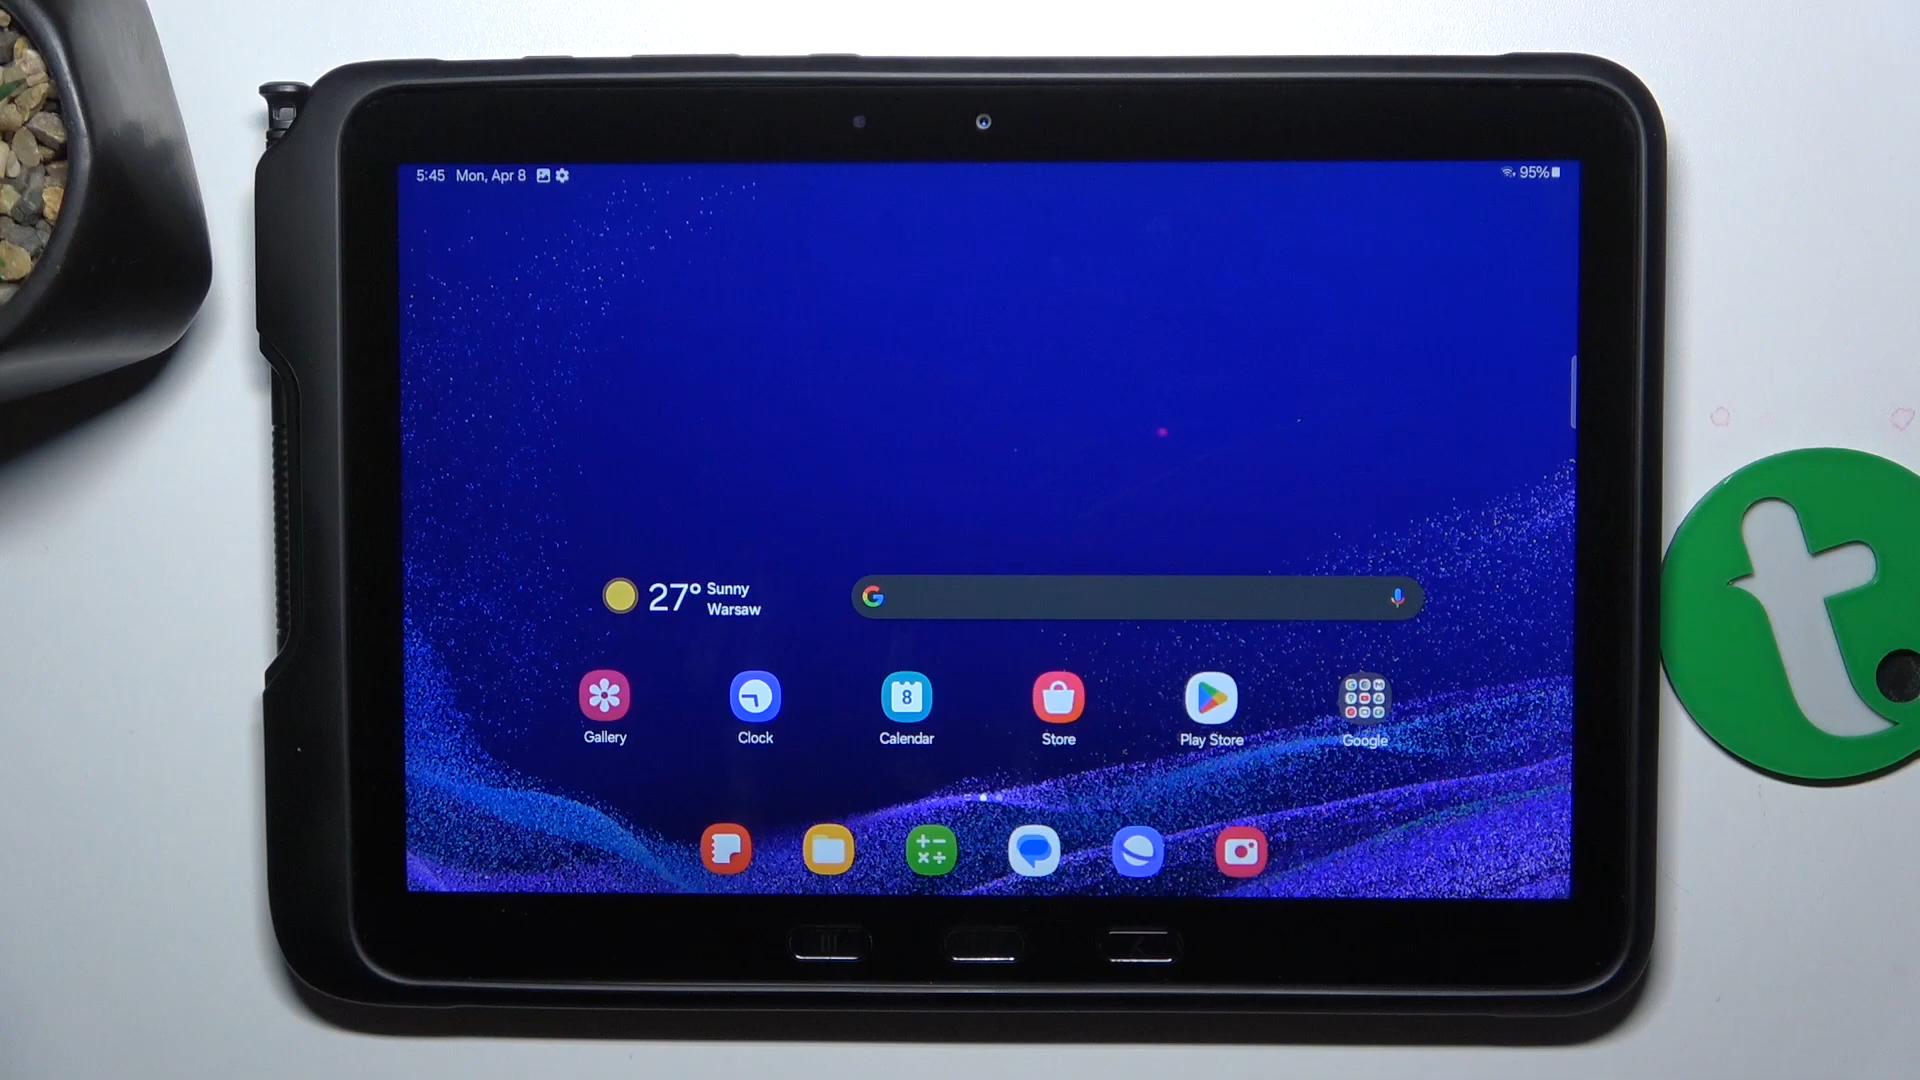 5:45 Mon, Apr 8
95%
27° Sunny
Warsaw
Gallery
Clock
8
Calendar
Store
Play Store
Google